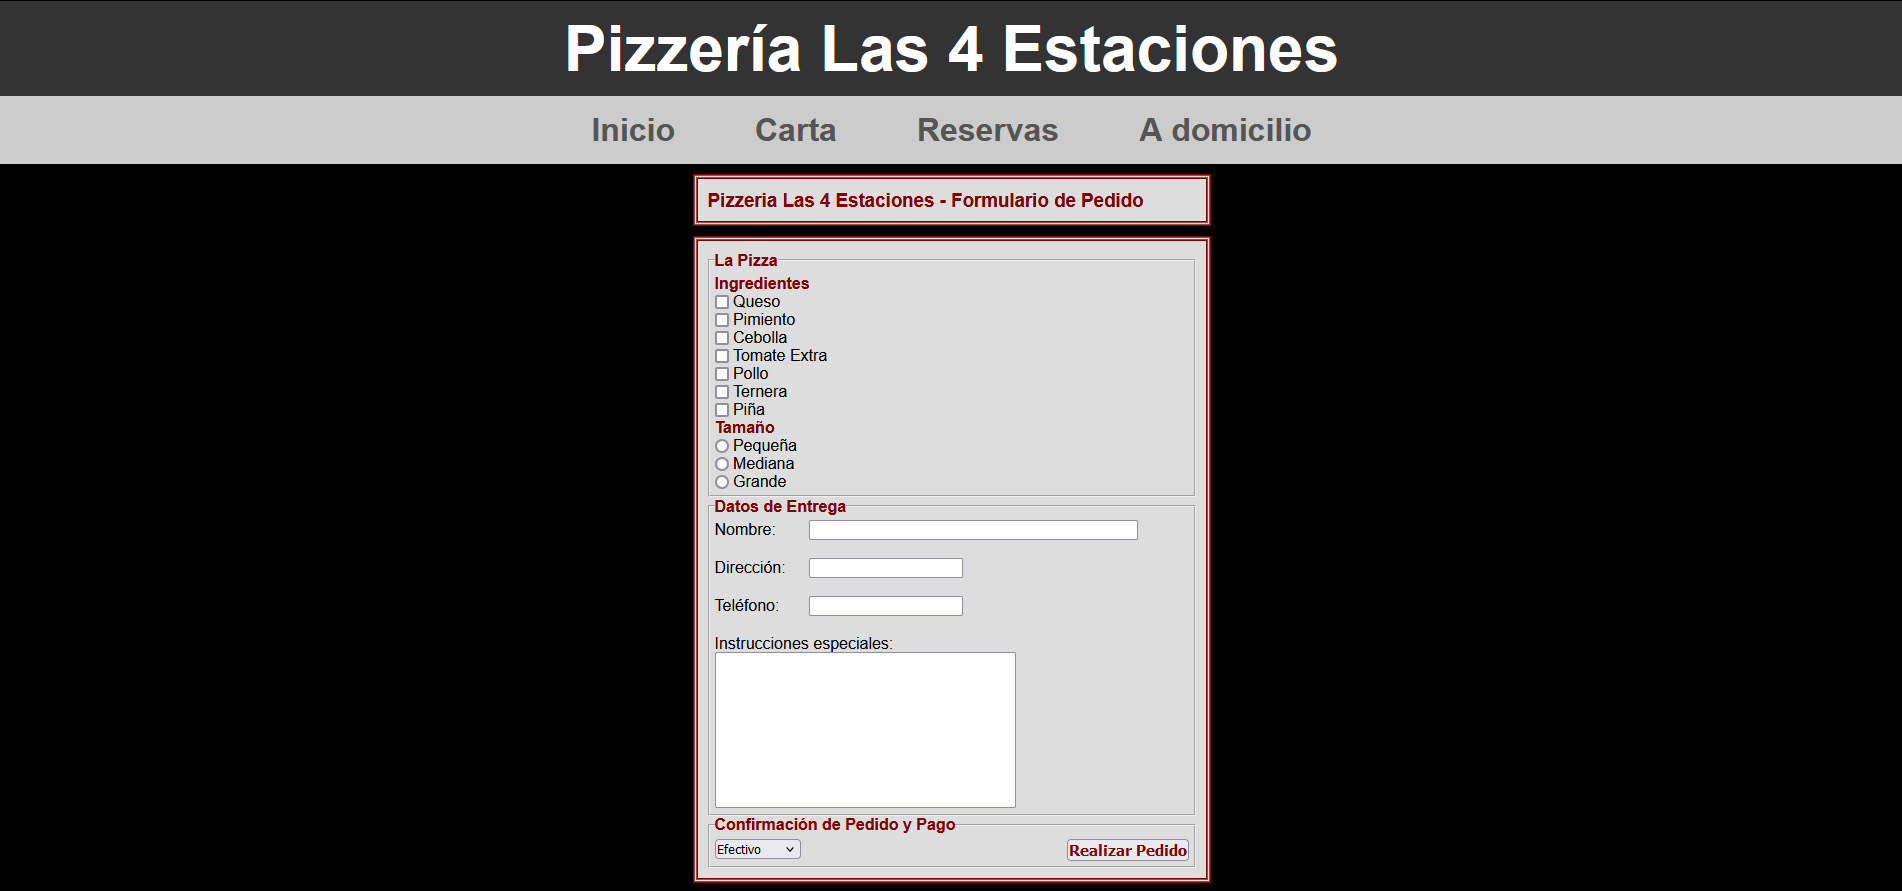 Pizzería Las 4 Estaciones
Inicio Carta Reservas A domicilio
Pizzeria Las 4 Estaciones - Formulario de Pedido
La Pizza
Ingredientes
Queso
Pimiento
Cebolla
Tomate Extra
Pollo
Ternera
Piña
Tamaño
Pequeña
Mediana
Grande
Datos de Entrega
Nombre:
Dirección:
Teléfono:
Instrucciones especiales:
Confirmación de Pedido y Pago
Efectivo Realizar Pedido